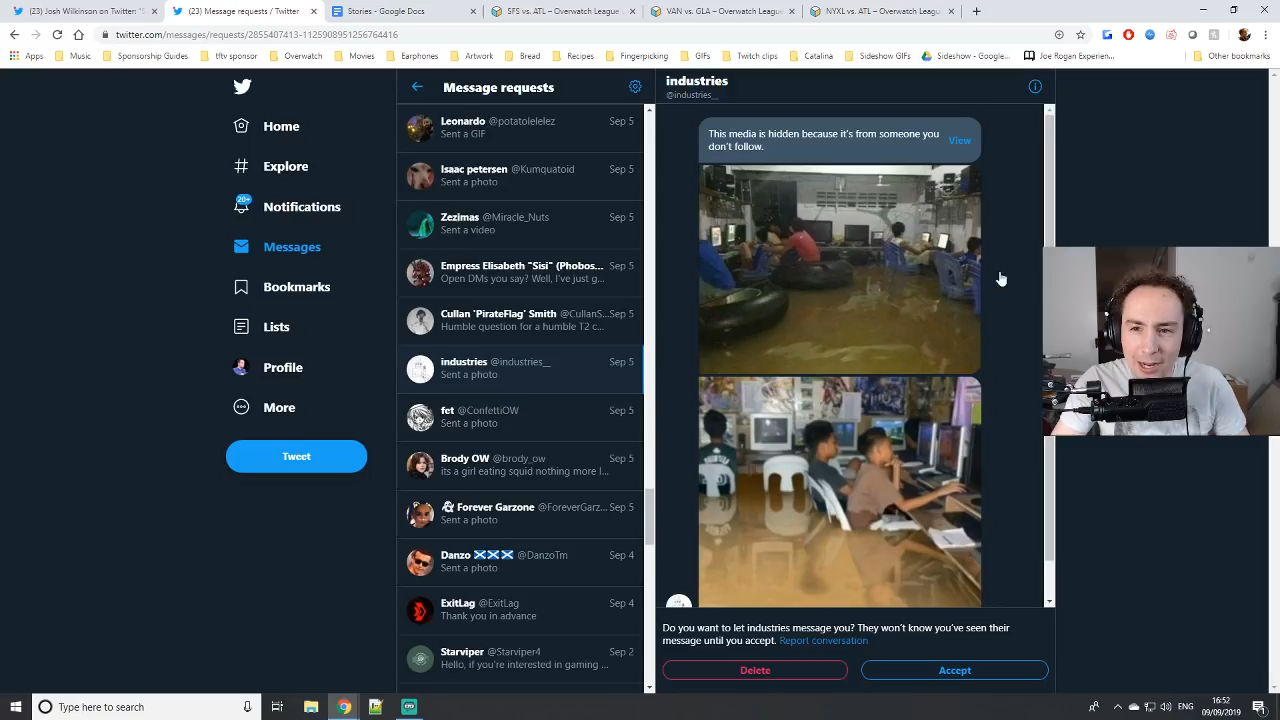 (23) Josh Wilkinson on Twitter: "S
(23) Message requests / Twitter
Stories - Google Docs
SFS vs. ATL – Overwatch League
VAN vs. GLA – Overwatch League
NYXL vs. ATL – Overwatch League
twitter.com/messages/requests/2855407413-1125908951256764416
Apps
Music
Sponsorship Guides
tftv sponsor
Overwatch
Movies
Earphones
Artwork
Bread
Recipes
Fingerpicking
GIFs
Twitch clips
Catalina
Sideshow GIFs
Sideshow - Google...
Joe Rogan Experien...
Other bookmarks
Home
Explore
20+
Notifications
Messages
Bookmarks
Lists
Profile
More
Tweet
Message requests
Leonardo @potatolelelez Sep 5
Sent a GIF
Isaac petersen @Kumquatoid Sep 5
Sent a photo
Zezimas @Miracle_Nuts Sep 5
Sent a video
Empress Elisabeth "Sisi" (Phobos... Sep 5
Open DMs you say? Well, I've just g...
Cullan 'PirateFlag' Smith @CullanS... Sep 5
Humble question for a humble T2 c...
industries @industries__ Sep 5
Sent a photo
fet @ConfettiOW Sep 5
Sent a photo
Brody OW @brody_ow Sep 5
its a girl eating squid nothing more l...
Forever Garzone @ForeverGarz... Sep 5
Sent a photo
Danzo 🏴󠁧󠁢󠁳󠁣󠁴󠁿🏴󠁧󠁢󠁳󠁣󠁴󠁿🏴󠁧󠁢󠁳󠁣󠁴󠁿 @DanzoTm Sep 4
Sent a photo
ExitLag @ExitLag Sep 4
Thank you in advance
Starviper @Starviper4 Sep 2
Hello, if you're interested in gaming ...
industries
@industries__
This media is hidden because it's from someone you
don't follow.
View
Do you want to let industries message you? They won't know you've seen their
message until you accept. Report conversation
Delete
Accept
Type here to search
ENG
16:52
09/09/2019